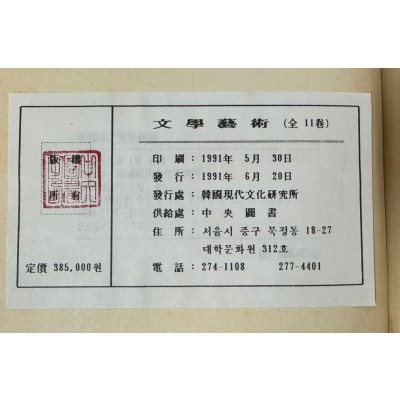 文學藝術 (全 11卷)
印 刷 : 1991年 5月 30日
發 行 : 1991年 6月 20日
發行處 : 韓國現代文化硏究所
供給處 : 中 央 圖 書
住 所 : 서울시 중구 묵정동 18-27
대학문화원 312호
電 話 : 274-1108 277-4401
版 權
所 有
定價 385,000원